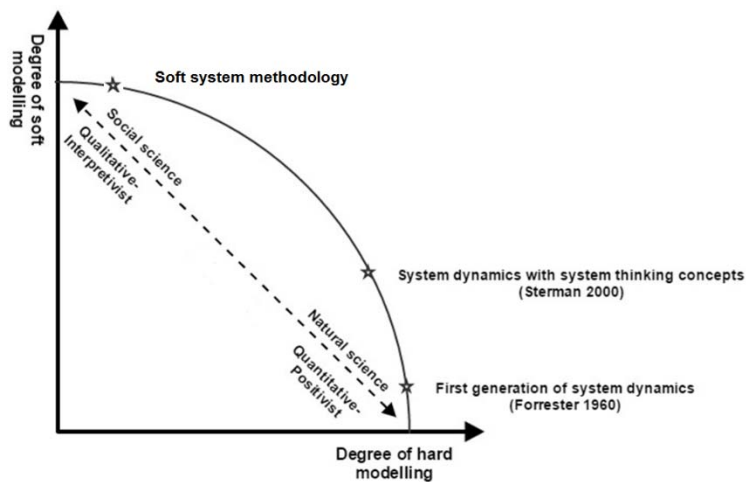 Degree of soft
modelling
Soft system methodology
Social science
Qualitative-
Interpretivist
System dynamics with system thinking concepts
(Sterman 2000)
Natural science
Quantitative-
Positivist
First generation of system dynamics
(Forrester 1960)
Degree of hard
modelling